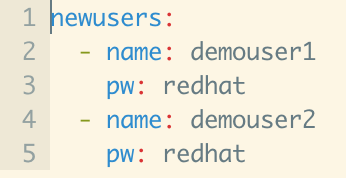 1 newusers:
2   - name: demouser1
3     pw: redhat
4   - name: demouser2
5     pw: redhat